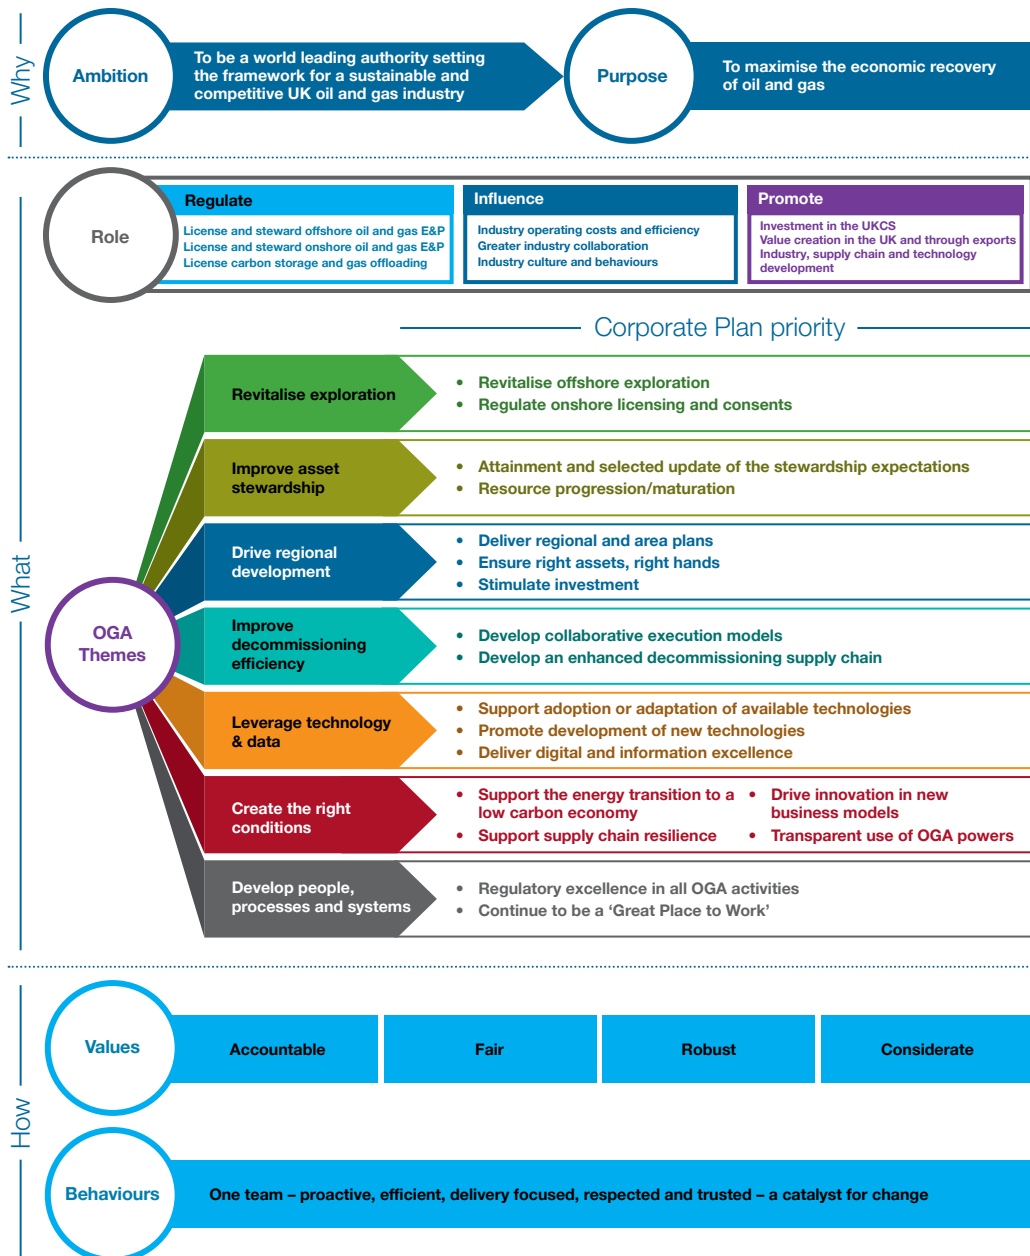 Why
Ambition
To be a world leading authority setting
the framework for a sustainable and
competitive UK oil and gas industry
Purpose
To maximise the economic recovery
of oil and gas
What
Role
Regulate
License and steward offshore oil and gas E&P
License and steward onshore oil and gas E&P
License carbon storage and gas offloading
Influence
Industry operating costs and efficiency
Greater industry collaboration
Industry culture and behaviours
Promote
Investment in the UKCS
Value creation in the UK and through exports
Industry, supply chain and technology
development
Corporate Plan priority
OGA
Themes
Revitalise exploration
• Revitalise offshore exploration
• Regulate onshore licensing and consents
Improve asset
stewardship
• Attainment and selected update of the stewardship expectations
• Resource progression/maturation
Drive regional
development
• Deliver regional and area plans
• Ensure right assets, right hands
• Stimulate investment
Improve
decommissioning
efficiency
• Develop collaborative execution models
• Develop an enhanced decommissioning supply chain
Leverage technology
& data
• Support adoption or adaptation of available technologies
• Promote development of new technologies
• Deliver digital and information excellence
Create the right
conditions
• Support the energy transition to a
low carbon economy
• Support supply chain resilience
• Drive innovation in new
business models
• Transparent use of OGA powers
Develop people,
processes and systems
• Regulatory excellence in all OGA activities
• Continue to be a ‘Great Place to Work’
How
Values
Accountable
Fair
Robust
Considerate
Behaviours
One team – proactive, efficient, delivery focused, respected and trusted – a catalyst for change